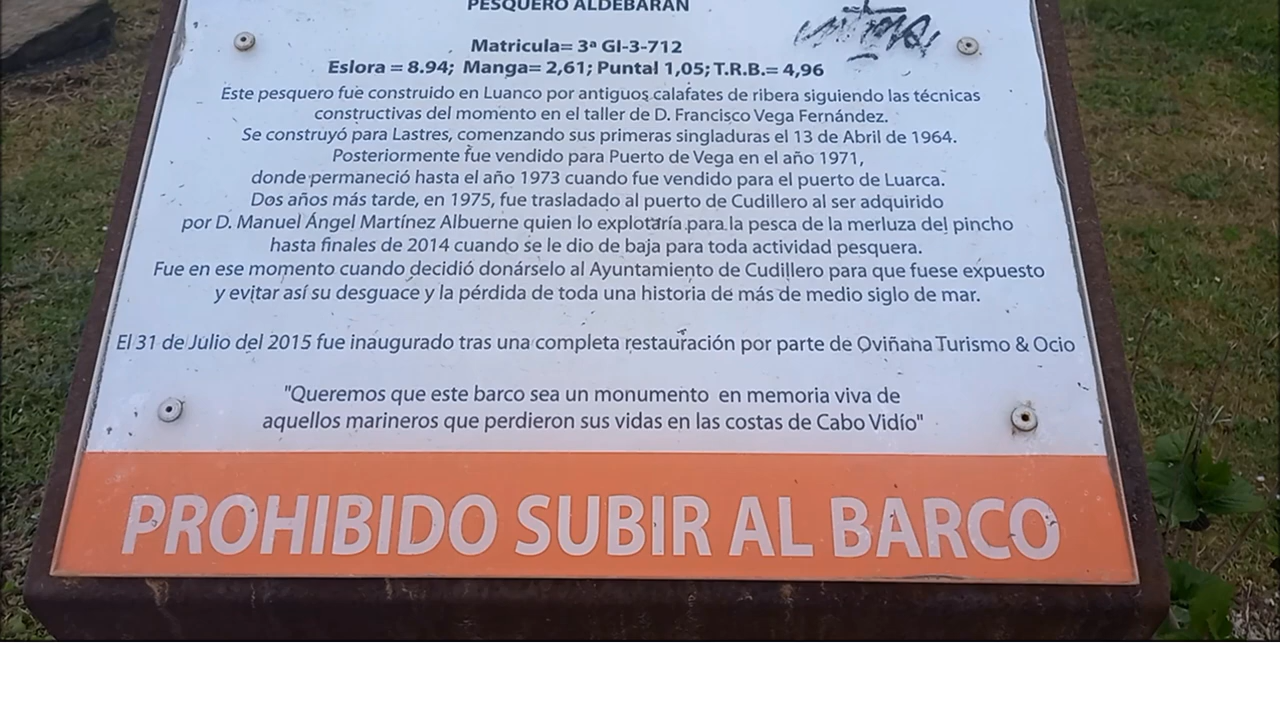 PESQUERO ALDEBARÁN
Matricula= 3ª GI-3-712
Eslora = 8.94; Manga= 2,61; Puntal 1,05; T.R.B.= 4,96
Este pesquero fue construido en Luanco por antiguos calafates de ribera siguiendo las técnicas
constructivas del momento en el taller de D. Francisco Vega Fernández.
Se construyó para Lastres, comenzando sus primeras singladuras el 13 de Abril de 1964.
Posteriormente fue vendido para Puerto de Vega en el año 1971,
donde permaneció hasta el año 1973 cuando fue vendido para el puerto de Luarca.
Dos años más tarde, en 1975, fue trasladado al puerto de Cudillero al ser adquirido
por D. Manuel Ángel Martínez Albuerne quien lo explotaría para la pesca de la merluza del pincho
hasta finales de 2014 cuando se le dio de baja para toda actividad pesquera.
Fue en ese momento cuando decidió donárselo al Ayuntamiento de Cudillero para que fuese expuesto
y evitar así su desguace y la pérdida de toda una historia de más de medio siglo de mar.
El 31 de Julio del 2015 fue inaugurado tras una completa restauración por parte de Oviñana Turismo & Ocio
"Queremos que este barco sea un monumento en memoria viva de
aquellos marineros que perdieron sus vidas en las costas de Cabo Vidío"
PROHIBIDO SUBIR AL BARCO